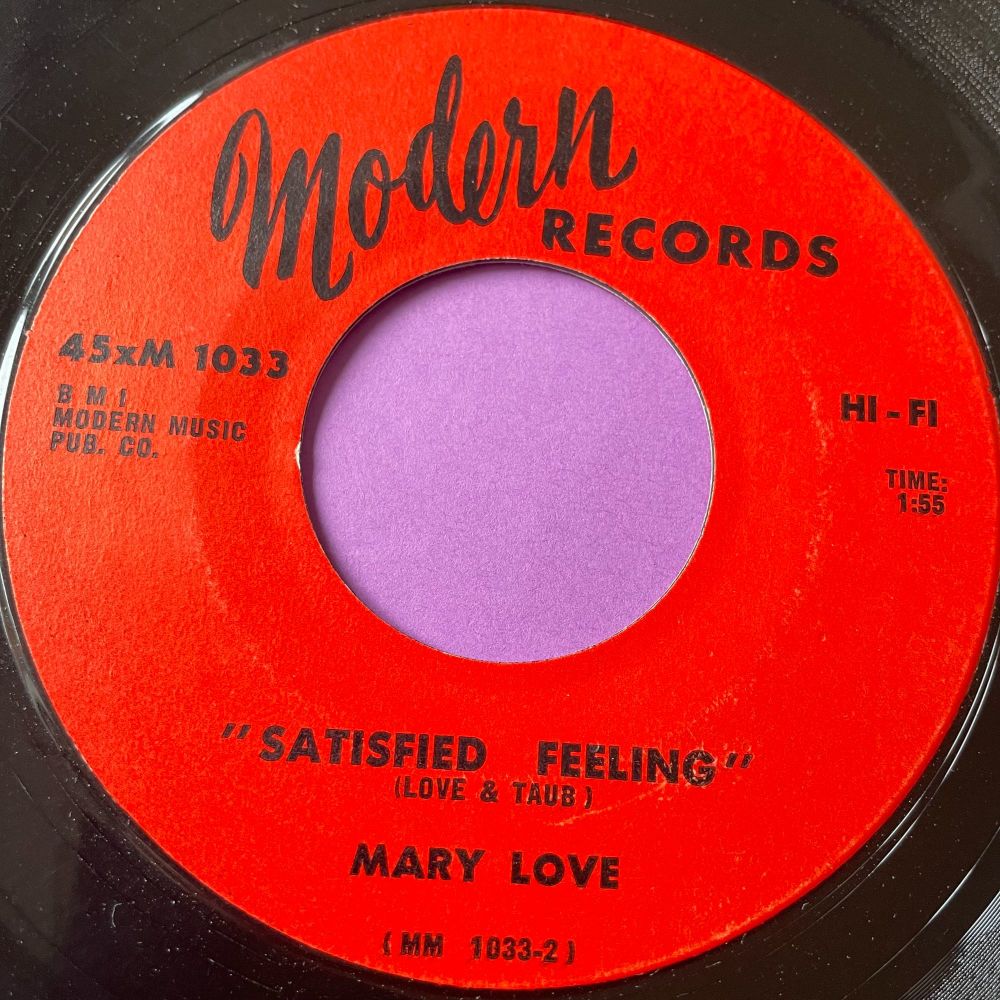 Modern
RECORDS
45xM 1033
B M I
MODERN MUSIC
PUB. CO.
HI - FI
TIME:
1:55
"SATISFIED FEELING"
(LOVE & TAUB)
MARY LOVE
(MM 1033-2)